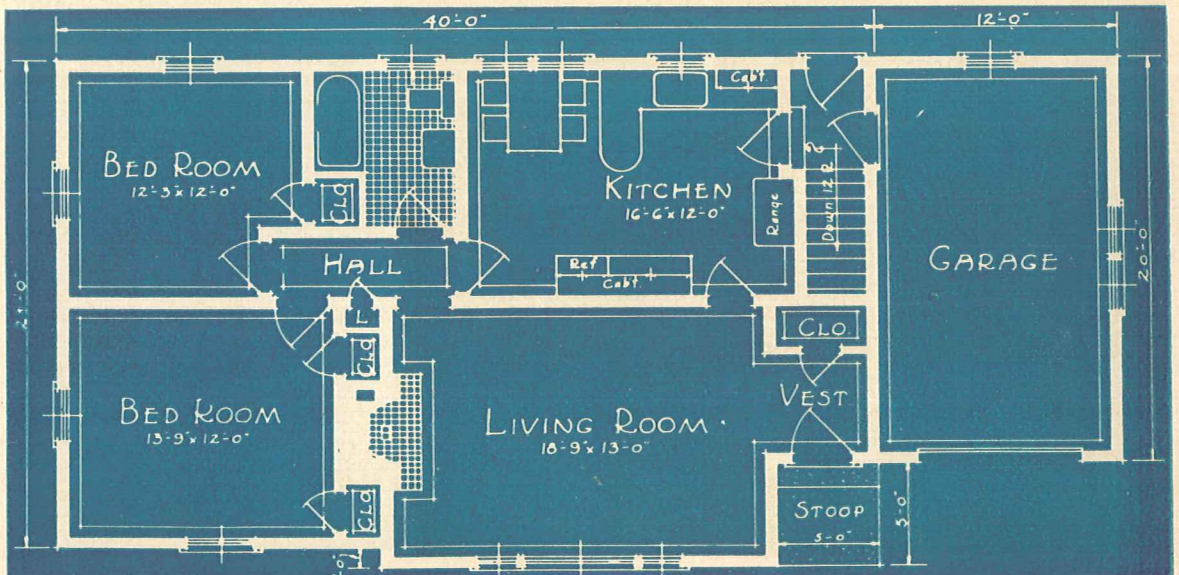 40'-0"
12'-0"
Cabt.
BED ROOM
12'-3" x 12'-0"
CLO
KITCHEN
16'-6" x 12'-0"
Range
Down 12 R.
HALL
Ref
Cabt.
GARAGE
20'-0"
L
CLO
CLO.
VEST
BED ROOM
13'-9" x 12'-0"
LIVING ROOM
18'-9" x 13'-0"
CLO
STOOP
5'-0"
5'-0"